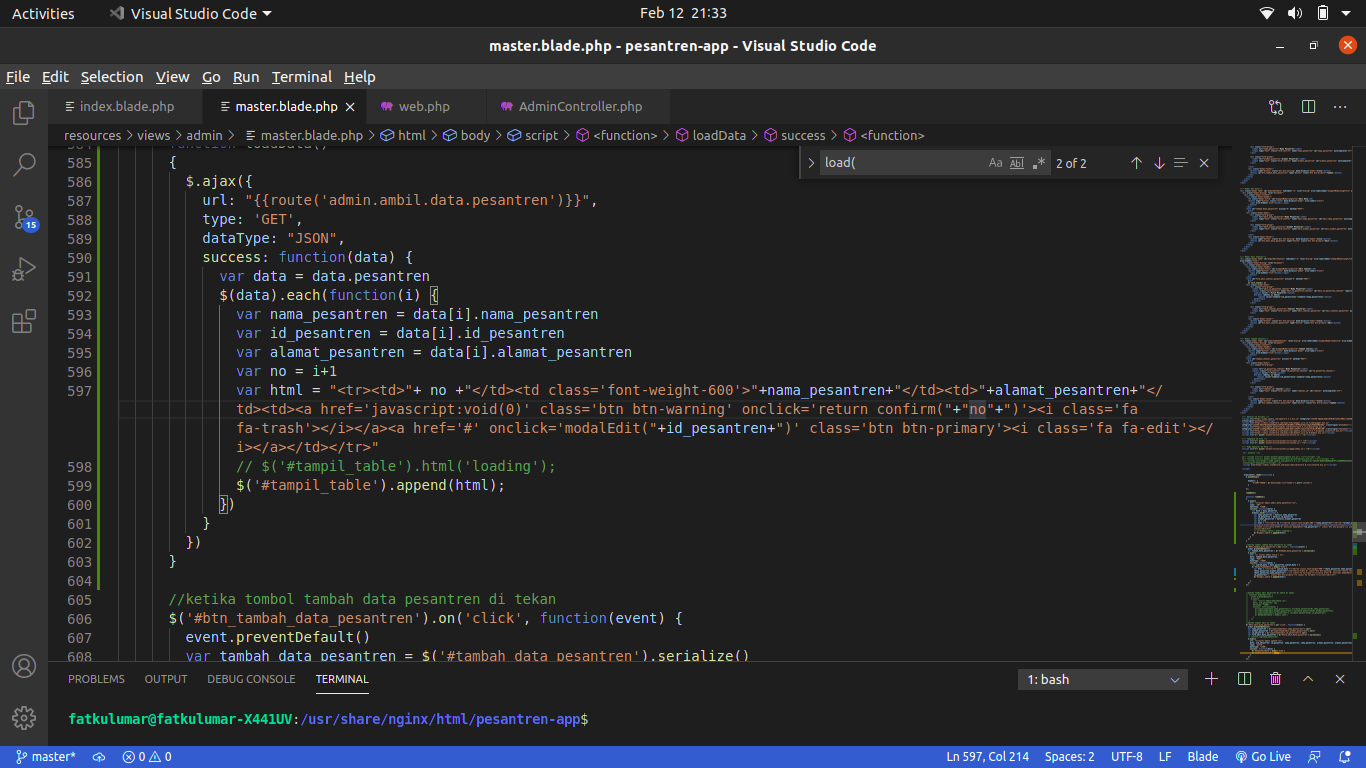 Activities
Visual Studio Code
Feb 12 21:33
master.blade.php - pesantren-app - Visual Studio Code
File Edit Selection View Go Run Terminal Help
index.blade.php
master.blade.php
web.php
AdminController.php
resources > views > admin > master.blade.php > html > body > script > <function> > loadData > success > <function>
load(
Aa Abl .* 2 of 2
585 {
586 $.ajax({
587 url: "{{route('admin.ambil.data.pesantren')}}",
588 type: 'GET',
589 dataType: "JSON",
590 success: function(data) {
591 var data = data.pesantren
592 $(data).each(function(i) {
593 var nama_pesantren = data[i].nama_pesantren
594 var id_pesantren = data[i].id_pesantren
595 var alamat_pesantren = data[i].alamat_pesantren
596 var no = i+1
597 var html = "<tr><td>"+ no +"</td><td class='font-weight-600'>"+nama_pesantren+"</td><td>"+alamat_pesantren+"</
td><td><a href='javascript:void(0)' class='btn btn-warning' onclick='return confirm("+"no"+")'><i class='fa
fa-trash'></i></a><a href='#' onclick='modalEdit("+id_pesantren+")' class='btn btn-primary'><i class='fa fa-edit'></
i></a></td></tr>"
598 // $('#tampil_table').html('loading');
599 $('#tampil_table').append(html);
600 })
601 }
602 })
603 }
604
605 //ketika tombol tambah data pesantren di tekan
606 $('#btn_tambah_data_pesantren').on('click', function(event) {
607 event.preventDefault()
608 var tambah_data_pesantren = $('#tambah_data_pesantren').serialize()
15
PROBLEMS OUTPUT DEBUG CONSOLE TERMINAL
1: bash
fatkulumar@fatkulumar-X441UV:/usr/share/nginx/html/pesantren-app$
master* 0 0 Ln 597, Col 214 Spaces: 2 UTF-8 LF Blade Go Live